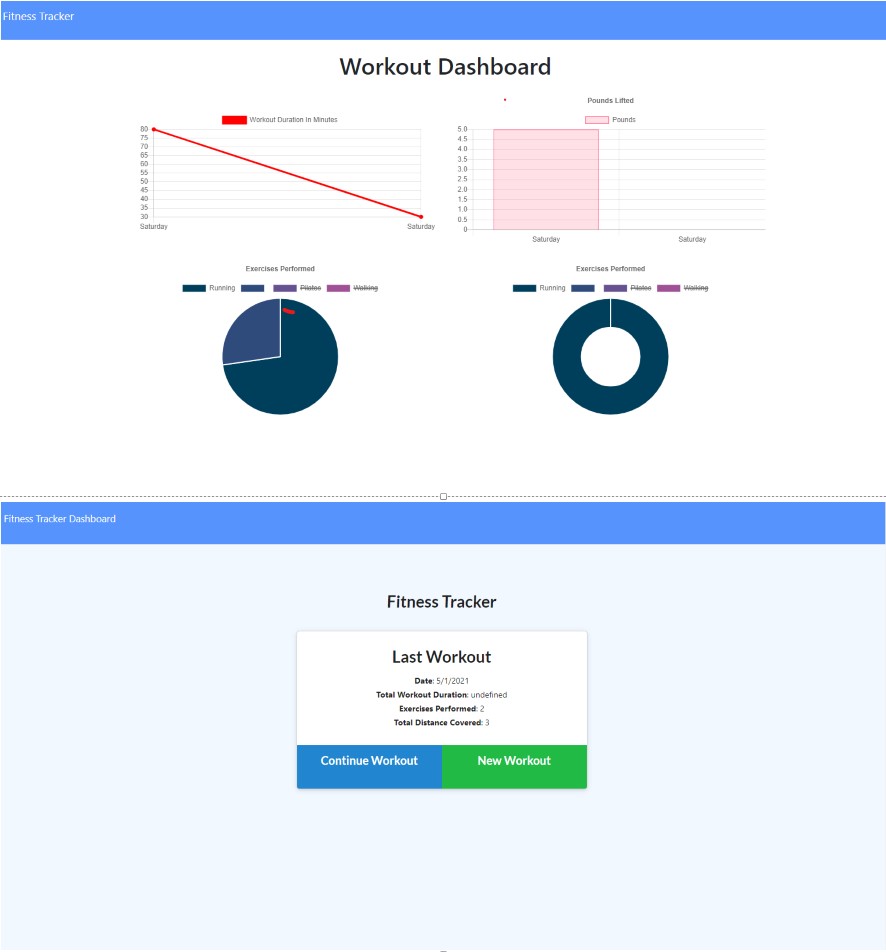 Fitness Tracker
Workout Dashboard
Pounds Lifted
Workout Duration In Minutes
Pounds
80
75
70
65
60
55
50
45
40
35
30
Saturday Saturday
5.0
4.5
4.0
3.5
3.0
2.5
2.0
1.5
1.0
0.5
0
Saturday Saturday
Exercises Performed
Running Pilates Walking
Exercises Performed
Running Pilates Walking
Fitness Tracker Dashboard
Fitness Tracker
Last Workout
Date: 5/1/2021
Total Workout Duration: undefined
Exercises Performed: 2
Total Distance Covered: 3
Continue Workout New Workout